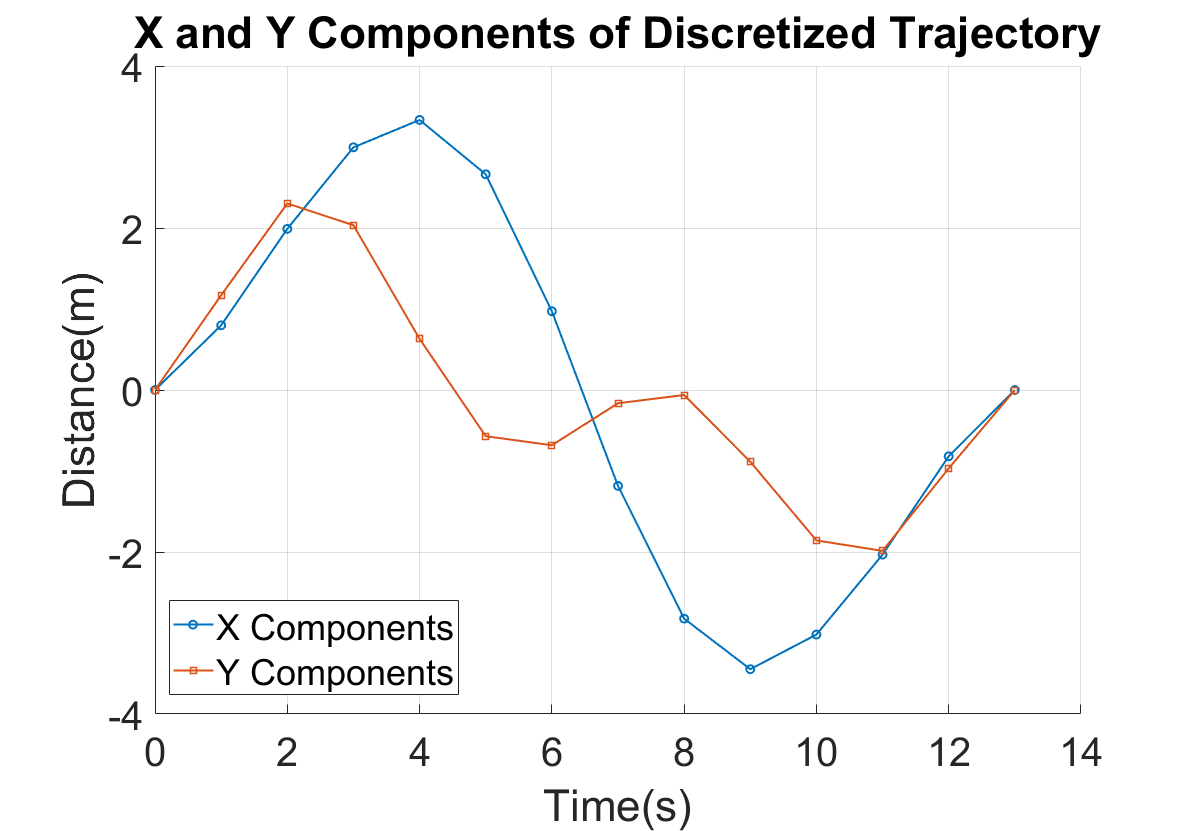 X and Y Components of Discretized Trajectory
4
2
0
-2
-4
Distance(m)
X Components
Y Components
0 2 4 6 8 10 12 14
Time(s)